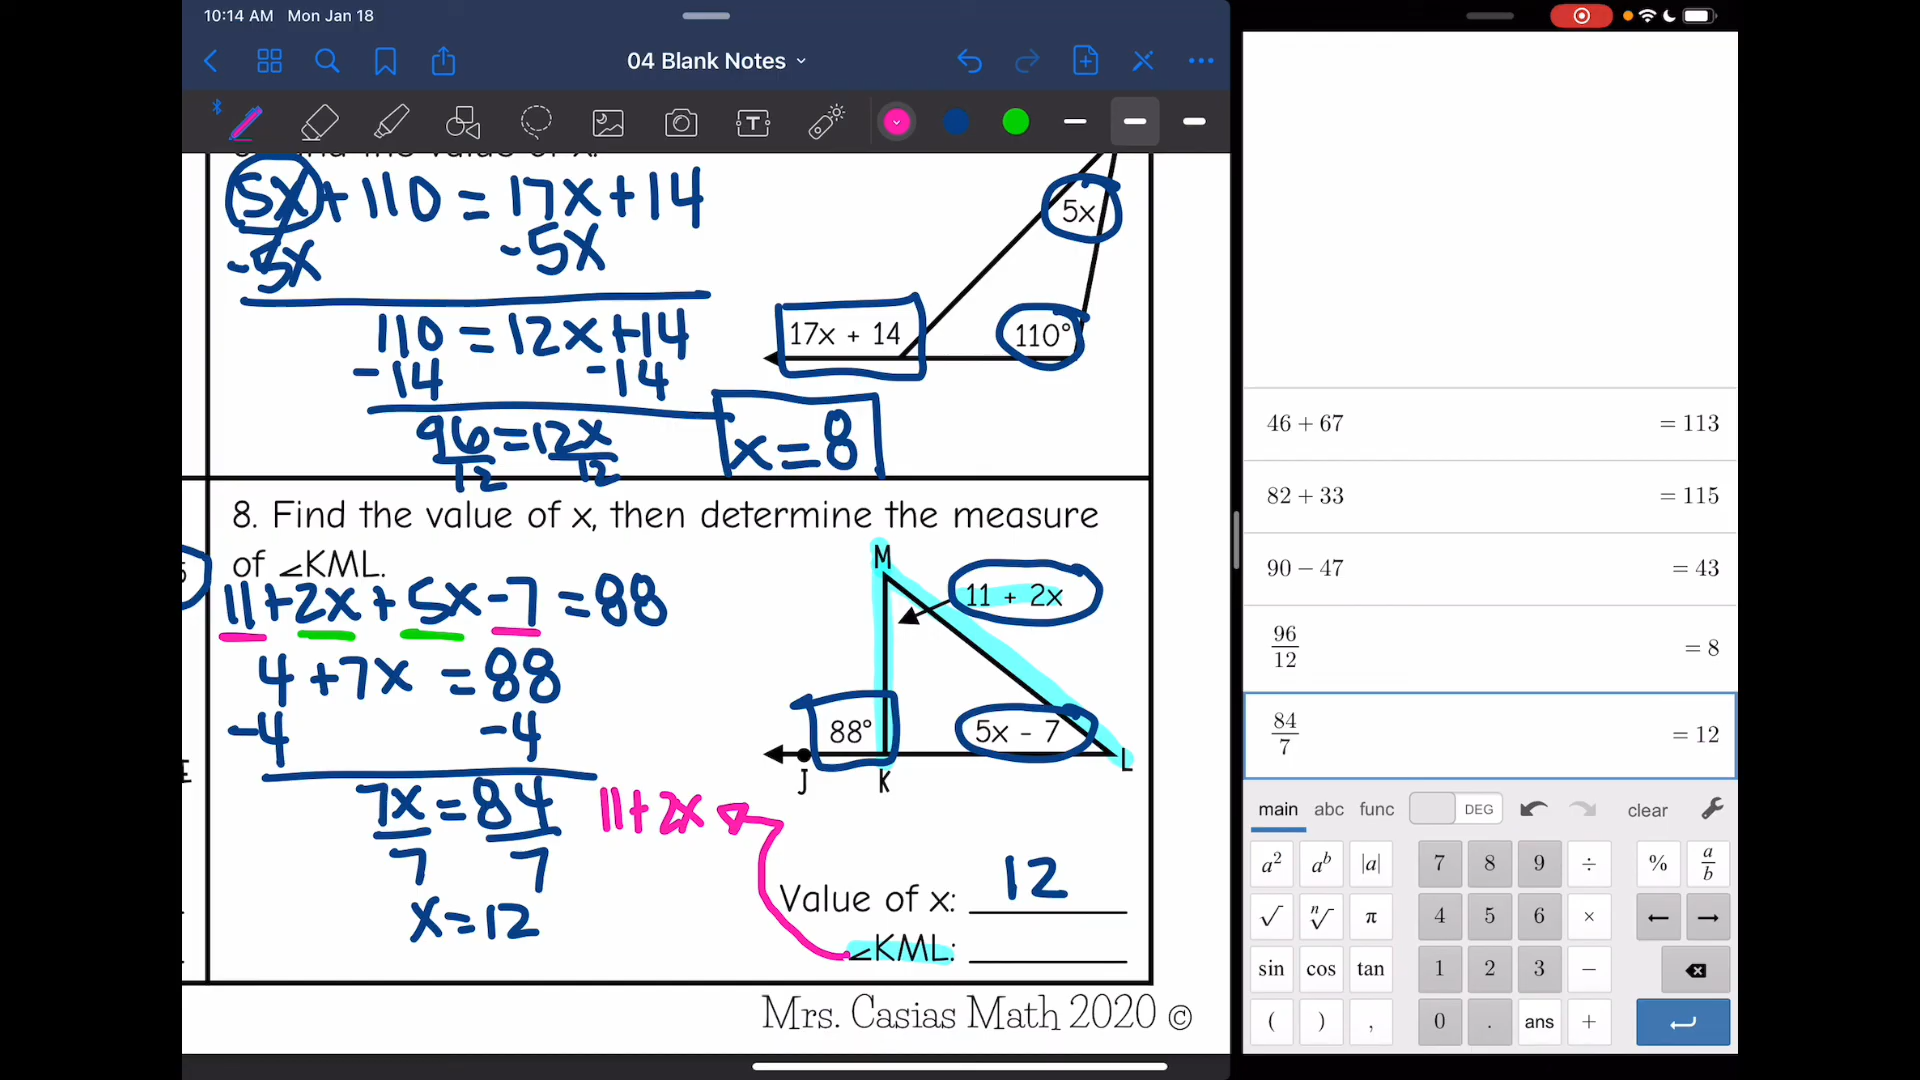 10:14 AM Mon Jan 18
04 Blank Notes
T
5x + 110 = 17x + 14
-5x -5x
110 = 12x + 14
-14 -14
96 = 12x
12 12
x = 8
5x
17x + 14
110°
8. Find the value of x, then determine the measure
of ∠KML.
11 + 2x + 5x - 7 = 88
4 + 7x = 88
-4 -4
7x = 84
7 7
x = 12
11 + 2x
M
11 + 2x
88°
5x - 7
J
K
L
Value of x: 12
∠KML:
Mrs. Casias Math 2020 ©
46 + 67 = 113
82 + 33 = 115
90 − 47 = 43
96
12
= 8
84
7
= 12
main abc func DEG clear
a² aᵇ |a| 7 8 9 ÷ % a/b
√ ⁿ√ π 4 5 6 × ← →
sin cos tan 1 2 3 −
( ) , 0 . ans +